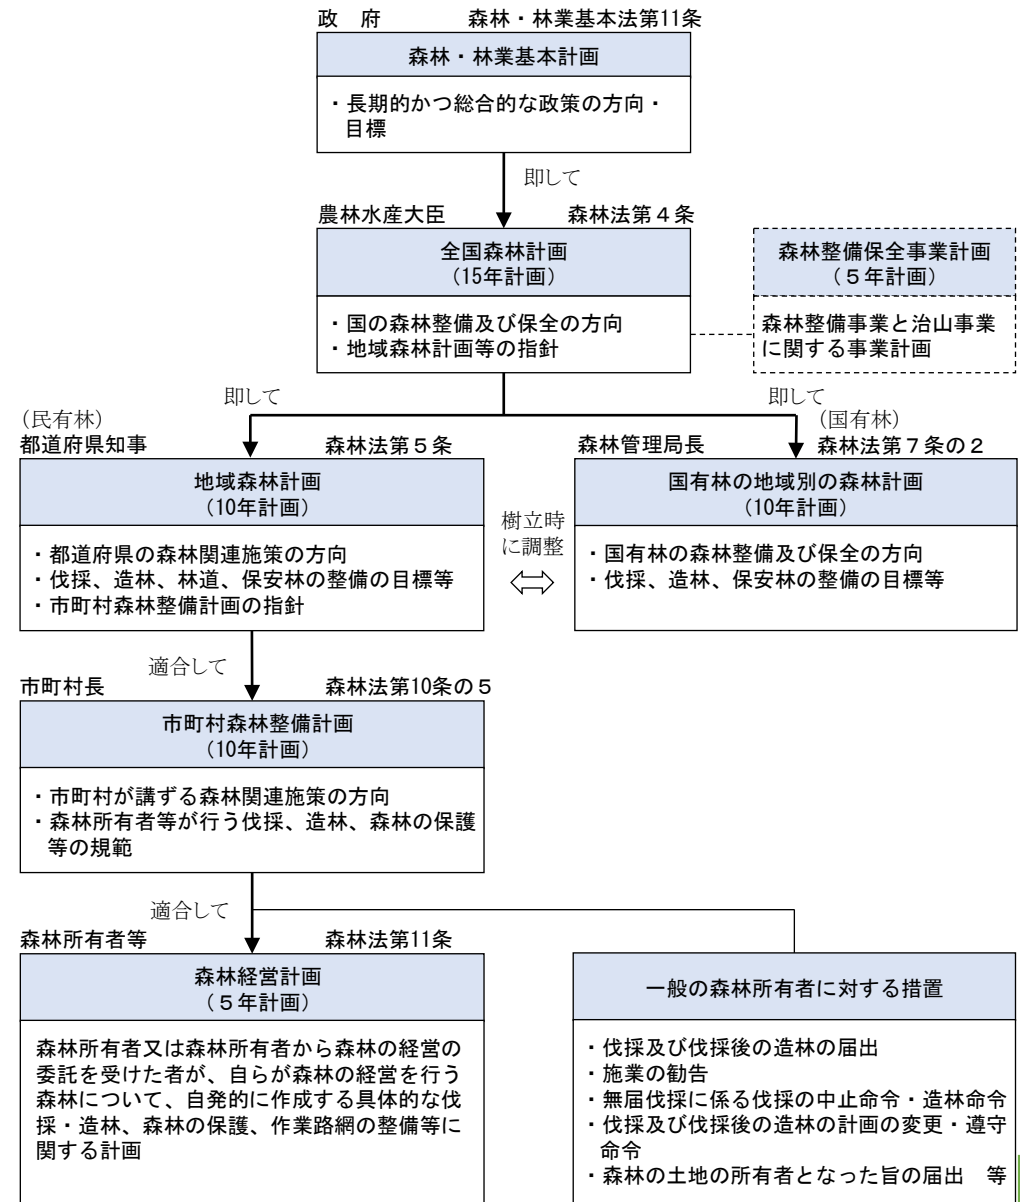 政　府　　森林・林業基本法第11条
森林・林業基本計画
・長期的かつ総合的な政策の方向・
目標
即して
農林水産大臣　　森林法第４条
全国森林計画
（15年計画）
・国の森林整備及び保全の方向
・地域森林計画等の指針
森林整備保全事業計画
（５年計画）
森林整備事業と治山事業
に関する事業計画
即して
即して
（民有林）
都道府県知事　　森林法第５条
（国有林）
森林管理局長　　森林法第７条の２
地域森林計画
（10年計画）
・都道府県の森林関連施策の方向
・伐採、造林、林道、保安林の整備の目標等
・市町村森林整備計画の指針
樹立時
に調整
国有林の地域別の森林計画
（10年計画）
・国有林の森林整備及び保全の方向
・伐採、造林、保安林の整備の目標等
適合して
市町村長　　森林法第10条の５
市町村森林整備計画
（10年計画）
・市町村が講ずる森林関連施策の方向
・森林所有者等が行う伐採、造林、森林の保護
等の規範
適合して
森林所有者等　　森林法第11条
森林経営計画
（５年計画）
森林所有者又は森林所有者から森林の経営の
委託を受けた者が、自らが森林の経営を行う
森林について、自発的に作成する具体的な伐
採・造林、森林の保護、作業路網の整備等に
関する計画
一般の森林所有者に対する措置
・伐採及び伐採後の造林の届出
・施業の勧告
・無届伐採に係る伐採の中止命令・造林命令
・伐採及び伐採後の造林の計画の変更・遵守
命令
・森林の土地の所有者となった旨の届出　等